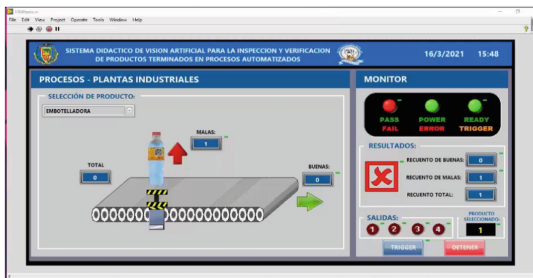 File Edit View Project Operate Tools Window Help
SISTEMA DIDACTICO DE VISION ARTIFICIAL PARA LA INSPECCION Y VERIFICACION
DE PRODUCTOS TERMINADOS EN PROCESOS AUTOMATIZADOS
16/3/2021 15:48
PROCESOS - PLANTAS INDUSTRIALES
SELECCIÓN DE PRODUCTO:
EMBOTELLADORA
MALAS:
1
TOTAL
0
BUENAS:
0
MONITOR
PASS POWER READY
FAIL ERROR TRIGGER
RESULTADOS:
RECUENTO DE BUENAS: 0
RECUENTO DE MALAS: 1
RECUENTO TOTAL: 1
SALIDAS:
1 2 3 4
PRODUCTO
SELECCIONADO:
1
TRIGGER
DETENER